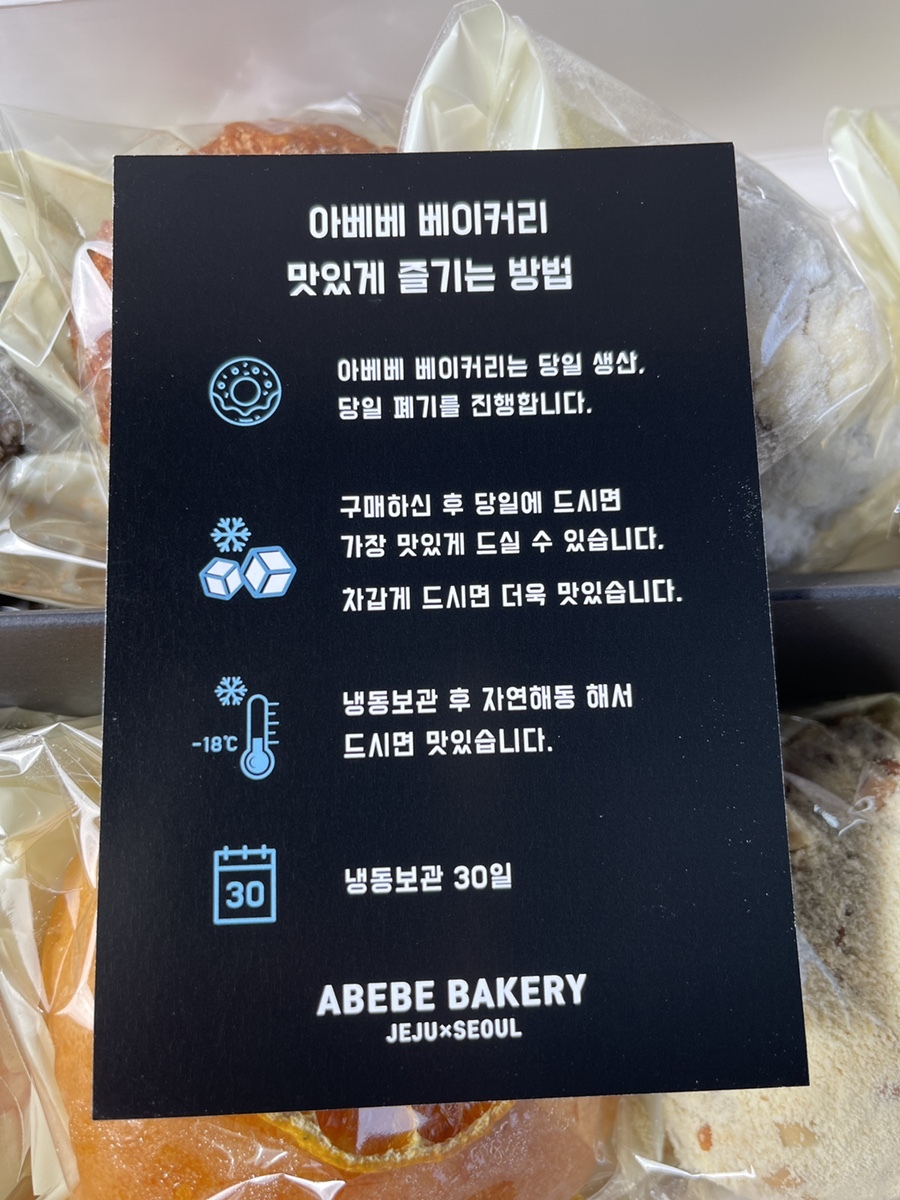 아베베 베이커리
맛있게 즐기는 방법
아베베 베이커리는 당일 생산,
당일 폐기를 진행합니다.
구매하신 후 당일에 드시면
가장 맛있게 드실 수 있습니다.
차갑게 드시면 더욱 맛있습니다.
-18℃
냉동보관 후 자연해동 해서
드시면 맛있습니다.
30
냉동보관 30일
ABEBE BAKERY
JEJU×SEOUL